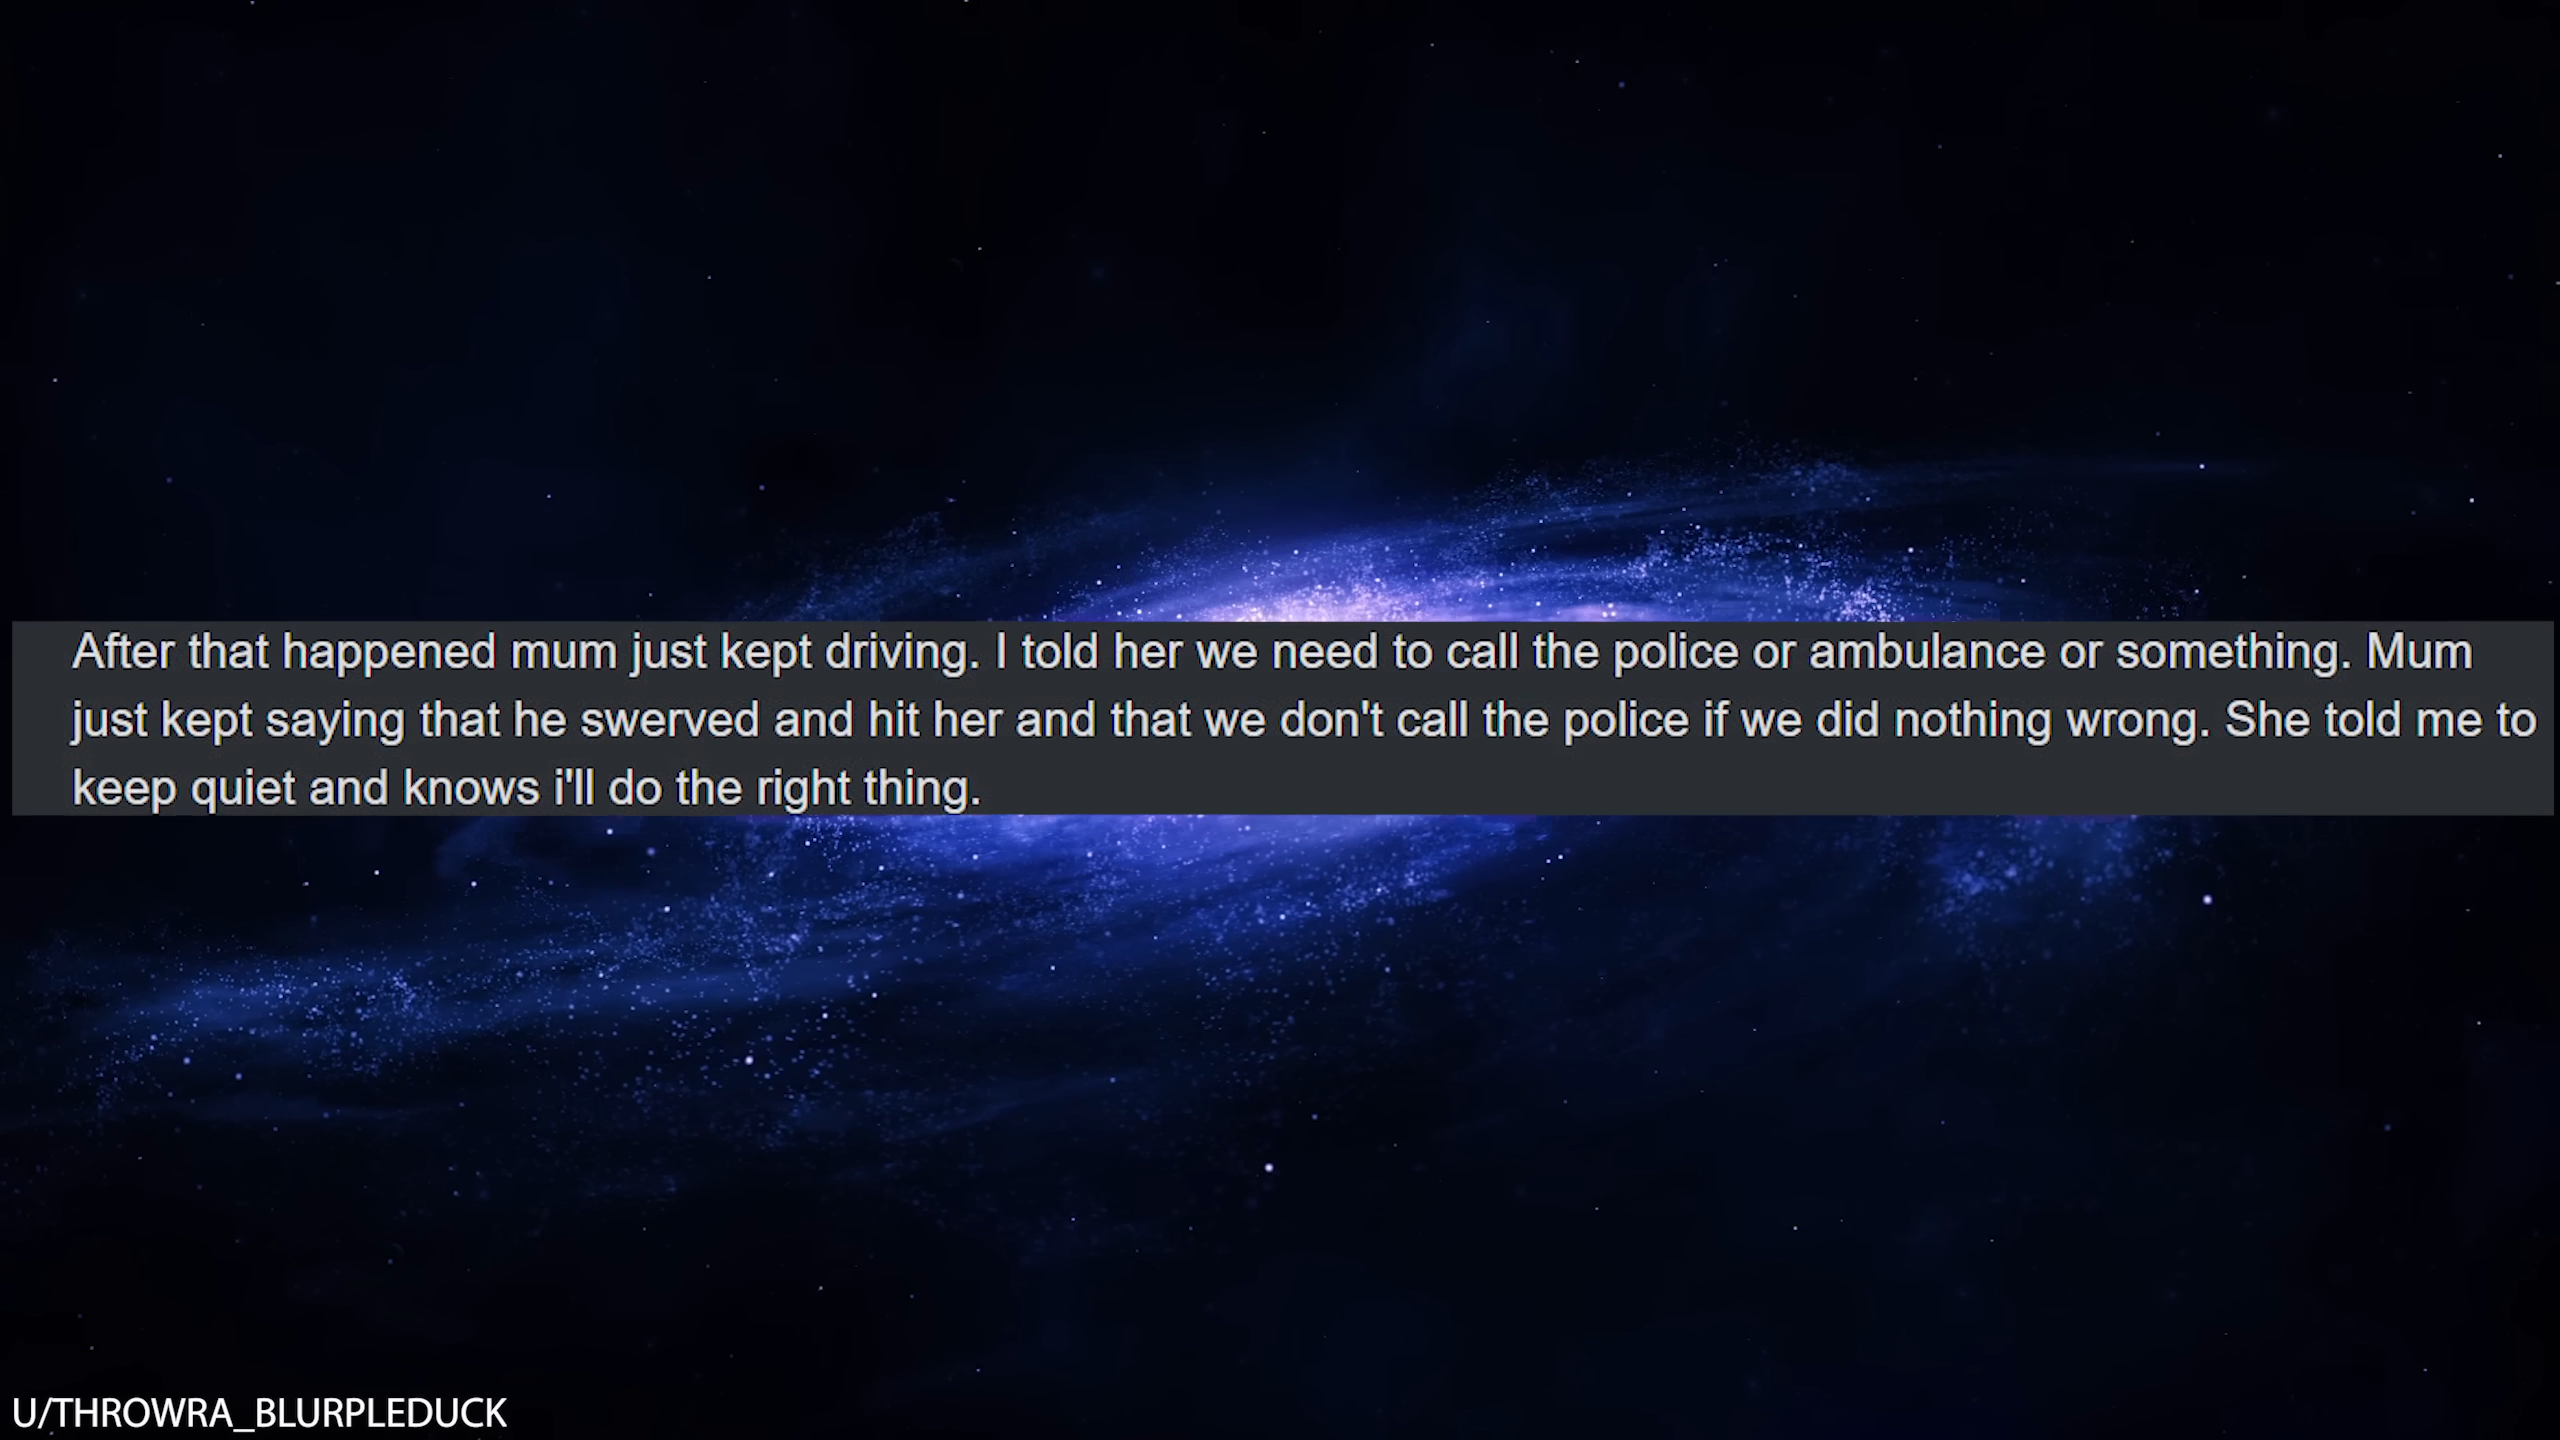 After that happened mum just kept driving. I told her we need to call the police or ambulance or something. Mum
just kept saying that he swerved and hit her and that we don't call the police if we did nothing wrong. She told me to
keep quiet and knows i'll do the right thing.
U/THROWRA_BLURPLEDUCK